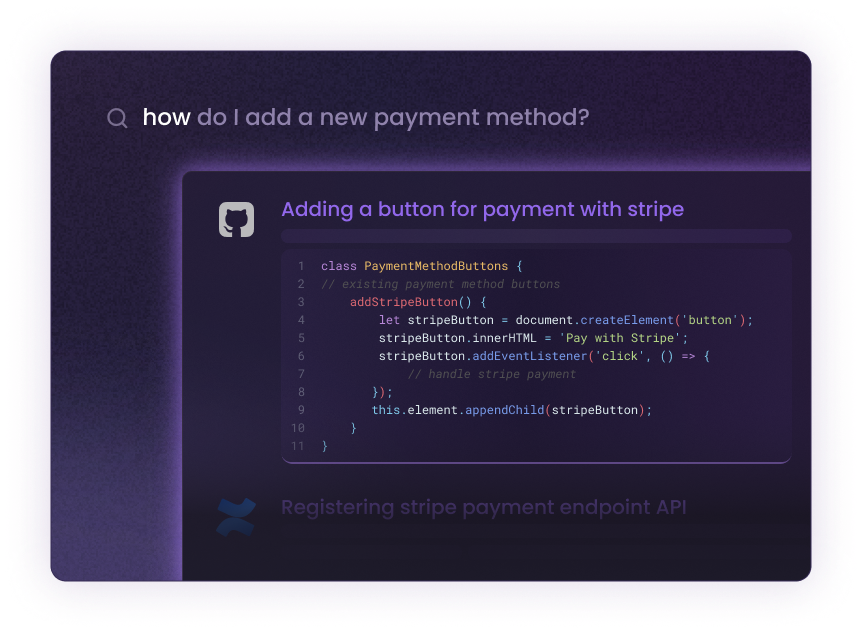 how do I add a new payment method?
Adding a button for payment with stripe
1 class PaymentMethodButtons {
2 // existing payment method buttons
3 addStripeButton() {
4 let stripeButton = document.createElement('button');
5 stripeButton.innerHTML = 'Pay with Stripe';
6 stripeButton.addEventListener('click', () => {
7 // handle stripe payment
8 });
9 this.element.appendChild(stripeButton);
10 }
11 }
Registering stripe payment endpoint API